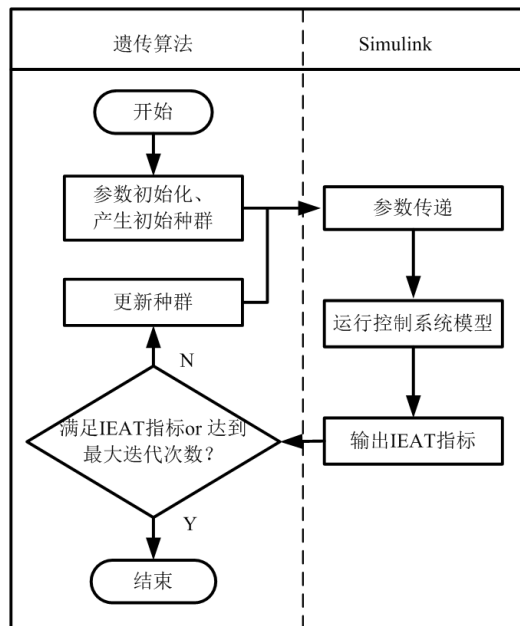 遗传算法
Simulink
开始
参数初始化、
产生初始种群
参数传递
更新种群
运行控制系统模型
N
满足IEAT指标or 达到
最大迭代次数？
输出IEAT指标
Y
结束